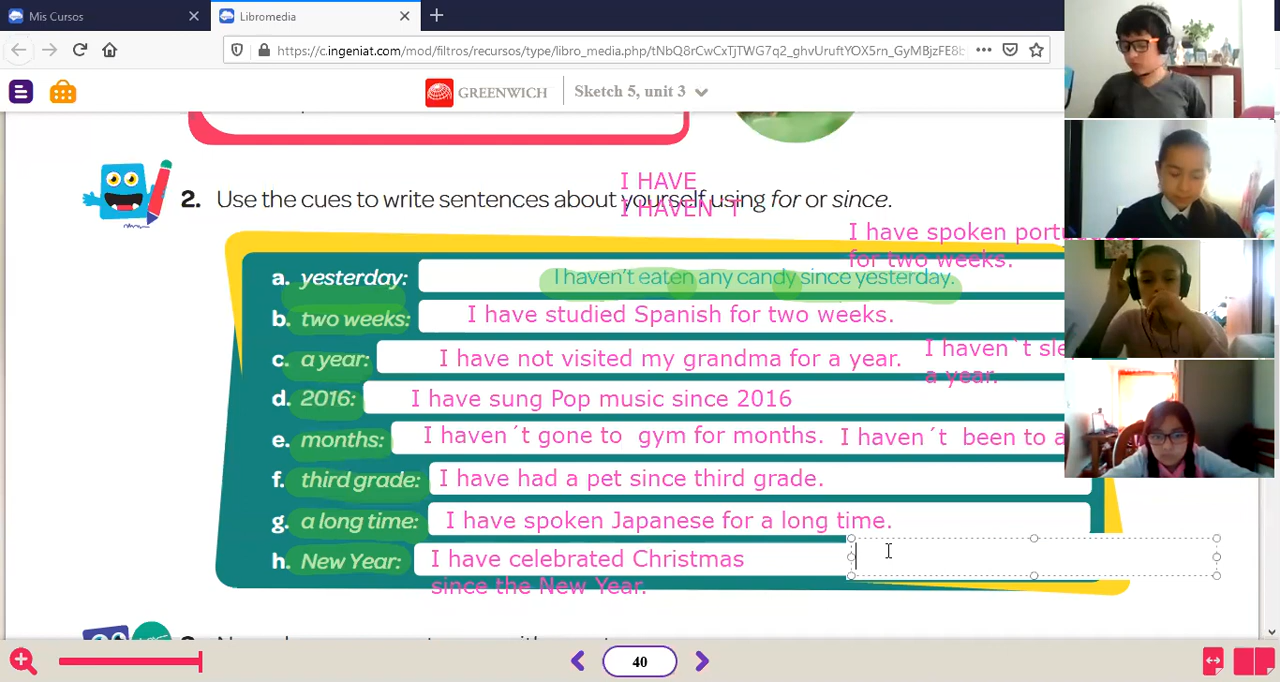 Mis Cursos
Libromedia
https://c.ingeniat.com/mod/filtros/recursos/type/libro_media.php/
GREENWICH
Sketch 5, unit 3
I HAVE
I HAVEN´T
2. Use the cues to write sentences about yourself using for or since.
I have spoken
for two weeks.
a. yesterday: I haven't eaten any candy since yesterday.
b. two weeks: I have studied Spanish for two weeks.
c. a year: I have not visited my grandma for a year. I haven`t
a year.
d. 2016: I have sung Pop music since 2016
e. months: I haven´t gone to gym for months. I haven´t been to a
f. third grade: I have had a pet since third grade.
g. a long time: I have spoken Japanese for a long time.
h. New Year: I have celebrated Christmas
since the New Year.
40